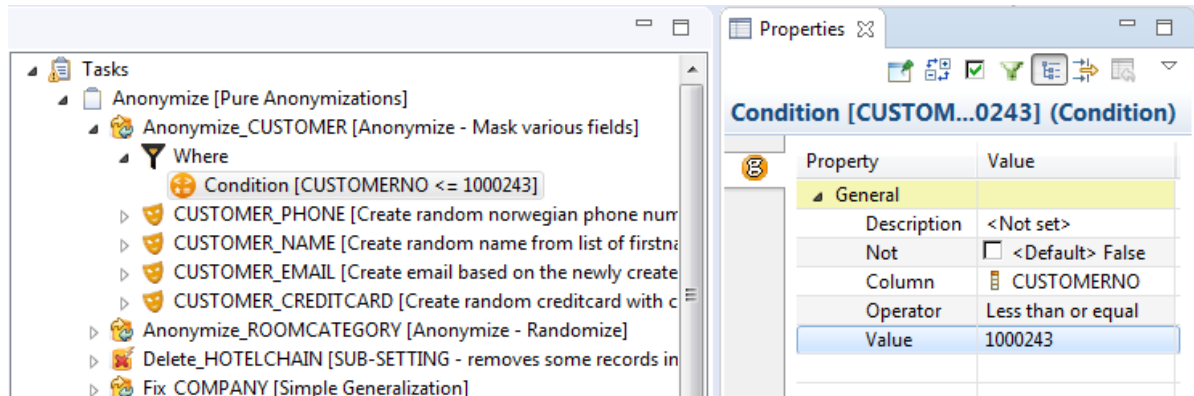 Tasks
Anonymize [Pure Anonymizations]
Anonymize_CUSTOMER [Anonymize - Mask various fields]
Where
Condition [CUSTOMERNO <= 1000243]
CUSTOMER_PHONE [Create random norwegian phone num
CUSTOMER_NAME [Create random name from list of firstna
CUSTOMER_EMAIL [Create email based on the newly create
CUSTOMER_CREDITCARD [Create random creditcard with c
Anonymize_ROOMCATEGORY [Anonymize - Randomize]
Delete_HOTELCHAIN [SUB-SETTING - removes some records in
Fix COMPANY [Simple Generalization]
Properties
Condition [CUSTOM...0243] (Condition)
Property Value
General
Description <Not set>
Not <Default> False
Column CUSTOMERNO
Operator Less than or equal
Value 1000243